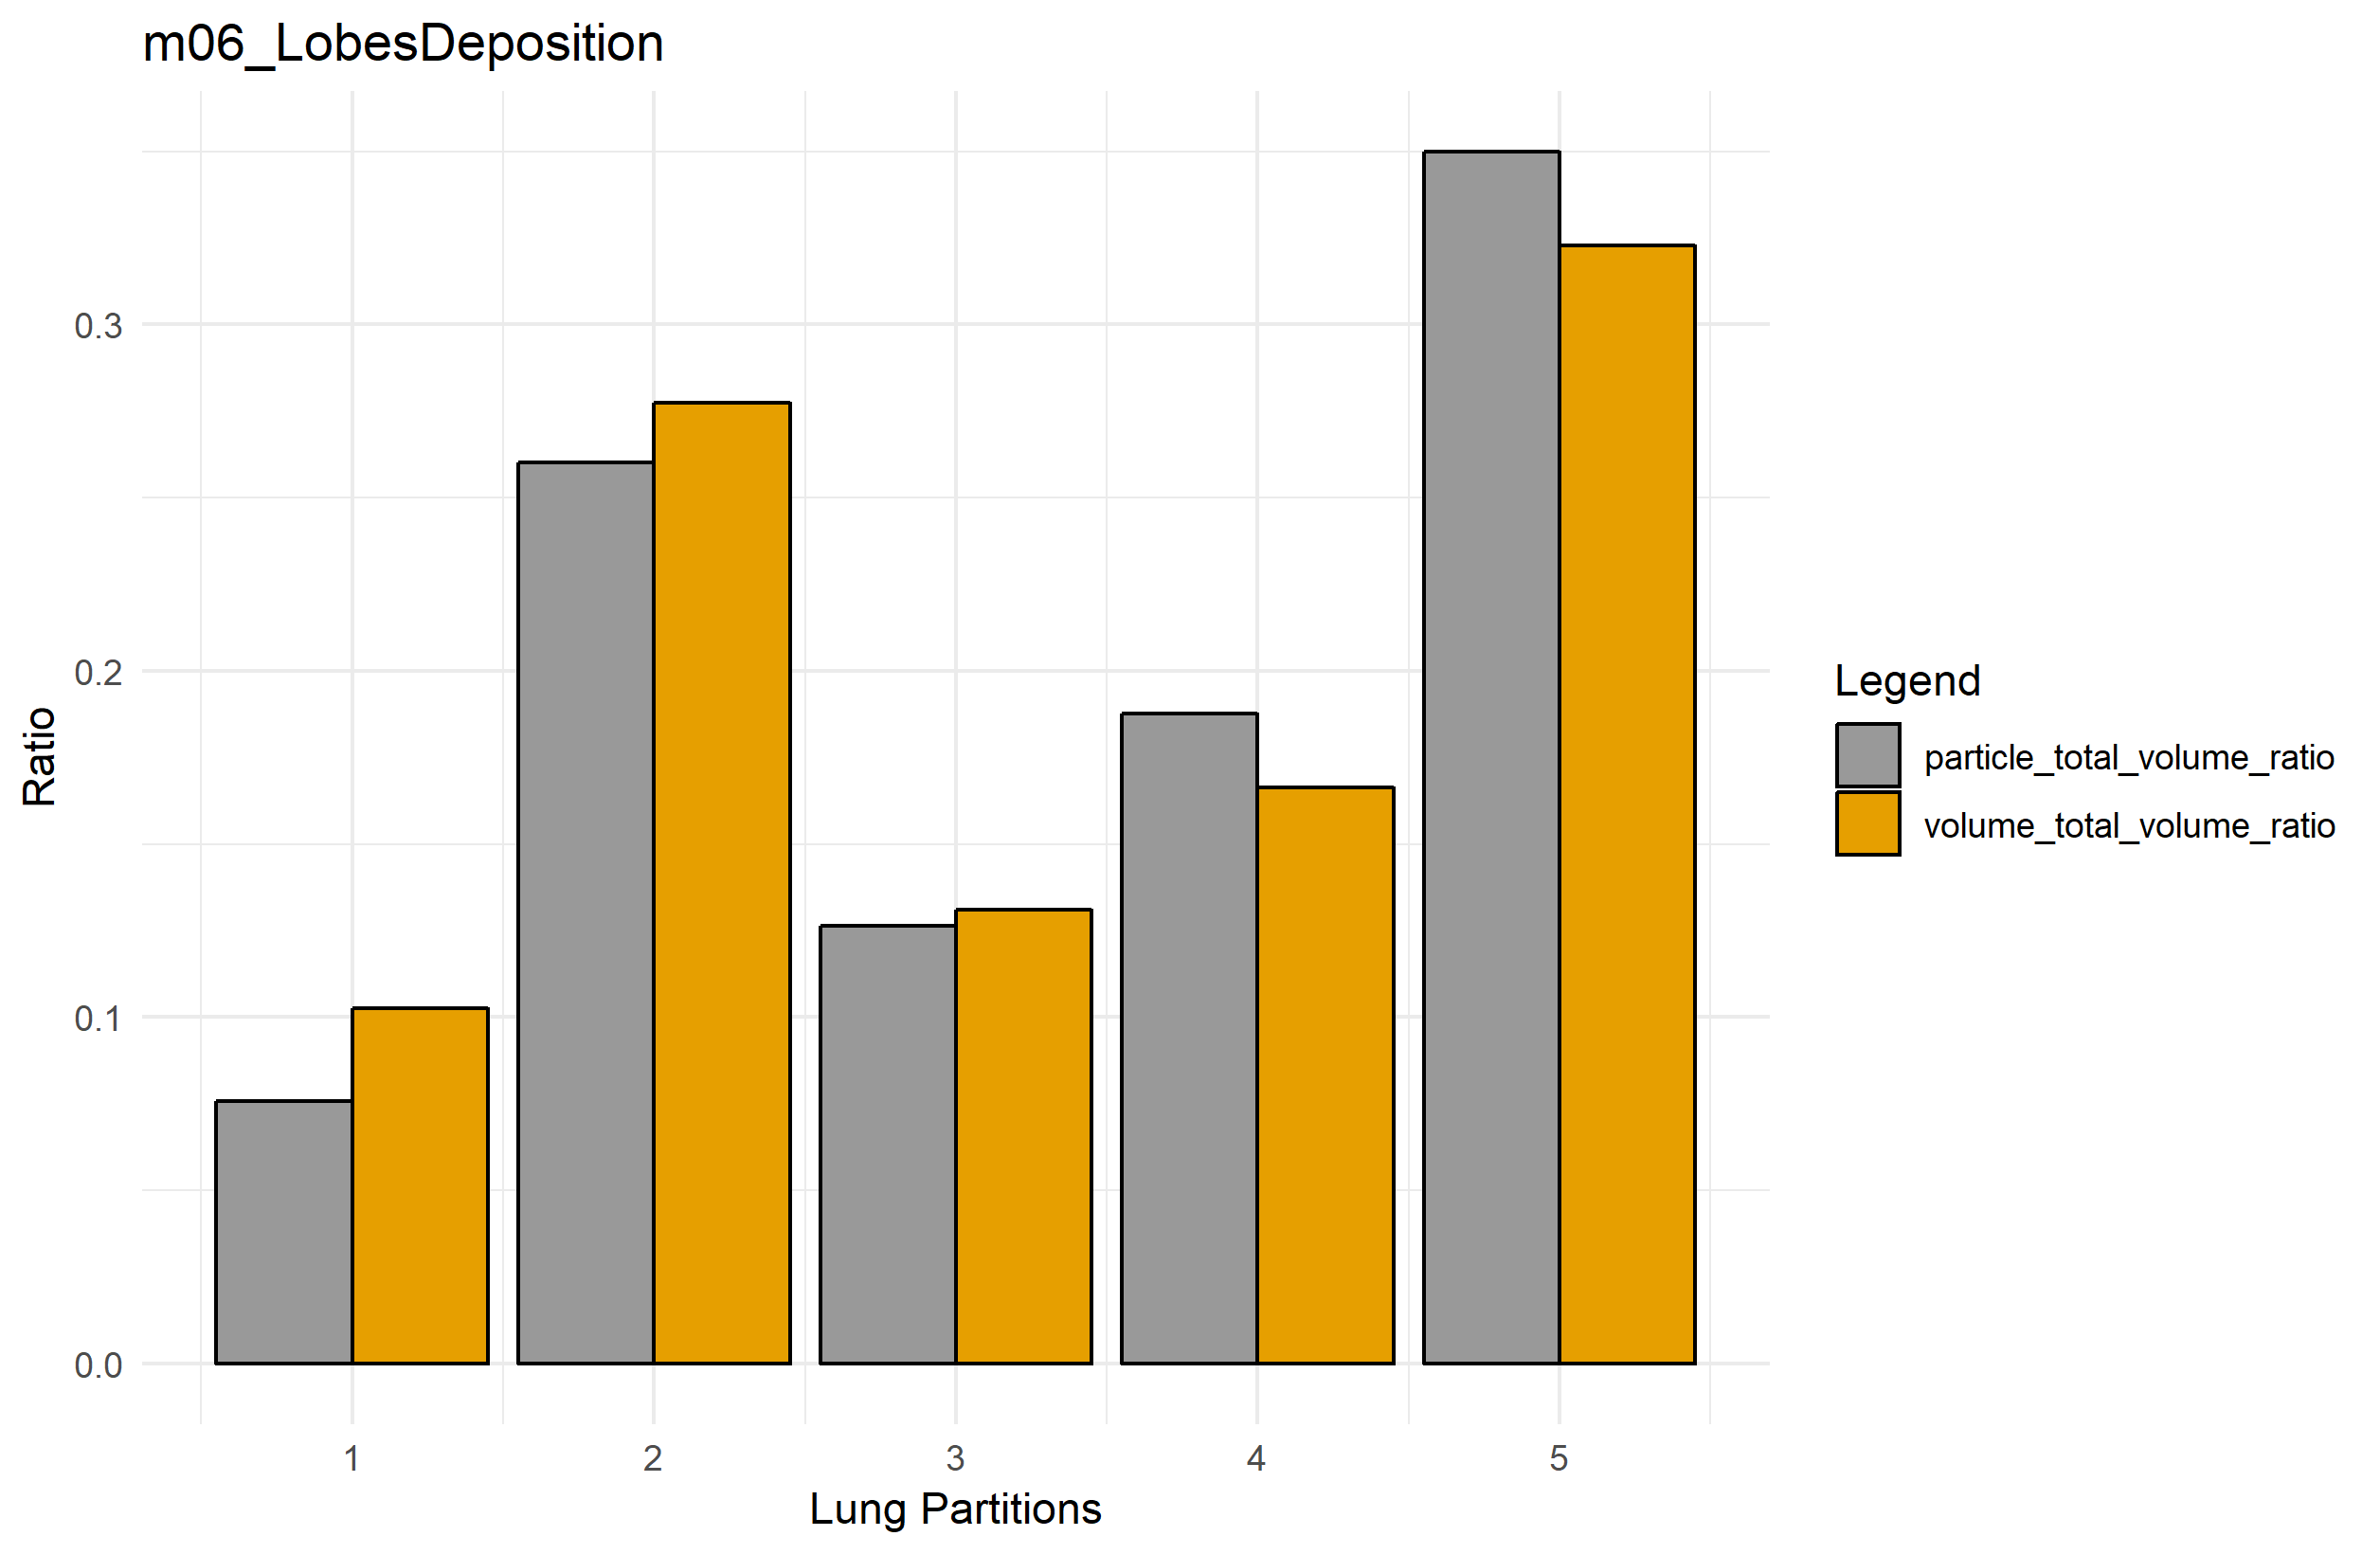 m06_LobesDeposition
Ratio
0.3
0.2
0.1
0.0
1 2 3 4 5
Lung Partitions
Legend
particle_total_volume_ratio
volume_total_volume_ratio